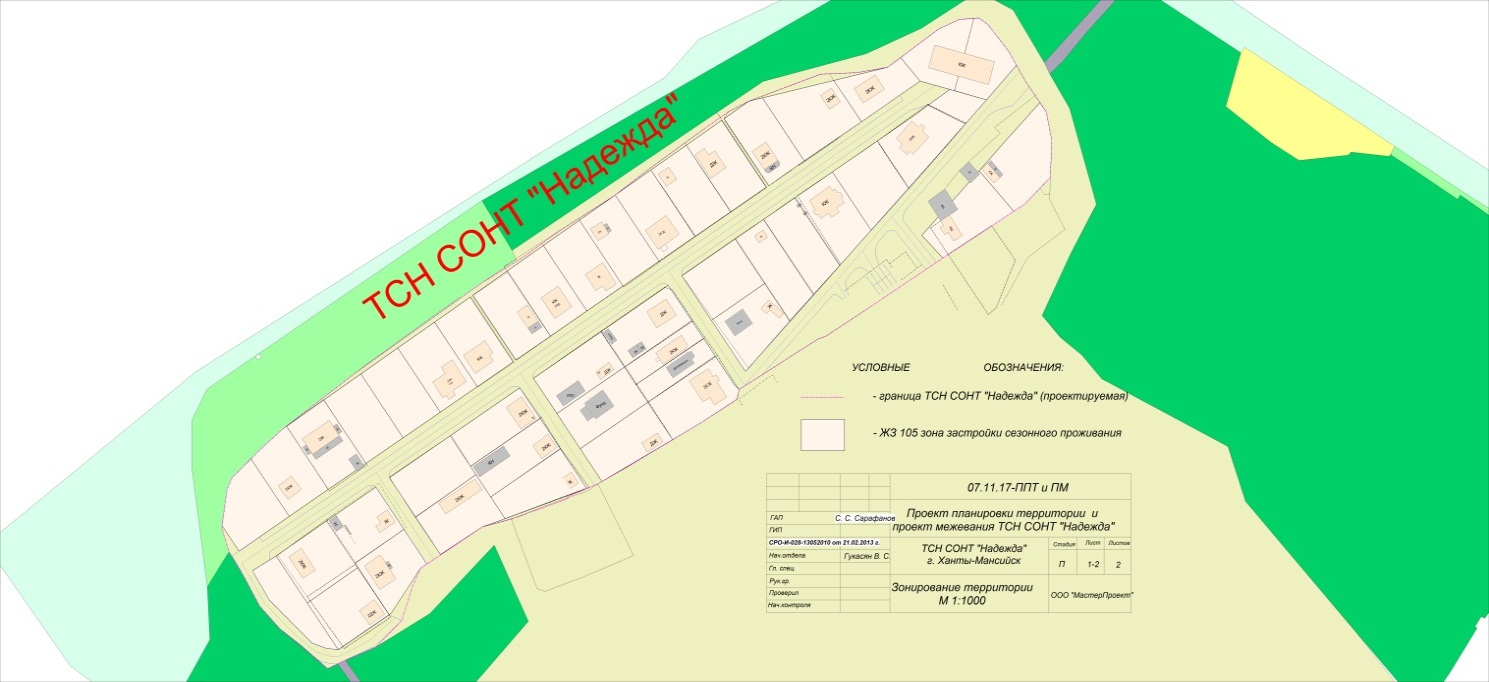 ТСН СОНТ "Надежда"
УСЛОВНЫЕ ОБОЗНАЧЕНИЯ:
- граница ТСН СОНТ "Надежда" (проектируемая)
- ЖЗ 105 зона застройки сезонного проживания
07.11.17-ППТ и ПМ
ГАП С. С. Сарафанов
Проект планировки территории и
проект межевания ТСН СОНТ "Надежда"
ГИП
СРО-И-028-13052010 от 21.02.2013 г.
Нач.отдела Гукасян В. С.
Гл. спец.
Рук.гр.
Проверил
Нач.контроля
ТСН СОНТ "Надежда"
г. Ханты-Мансийск
Стадия Лист Листов
П 1-2 2
Зонирование территории
М 1:1000
ООО "МастерПроект"